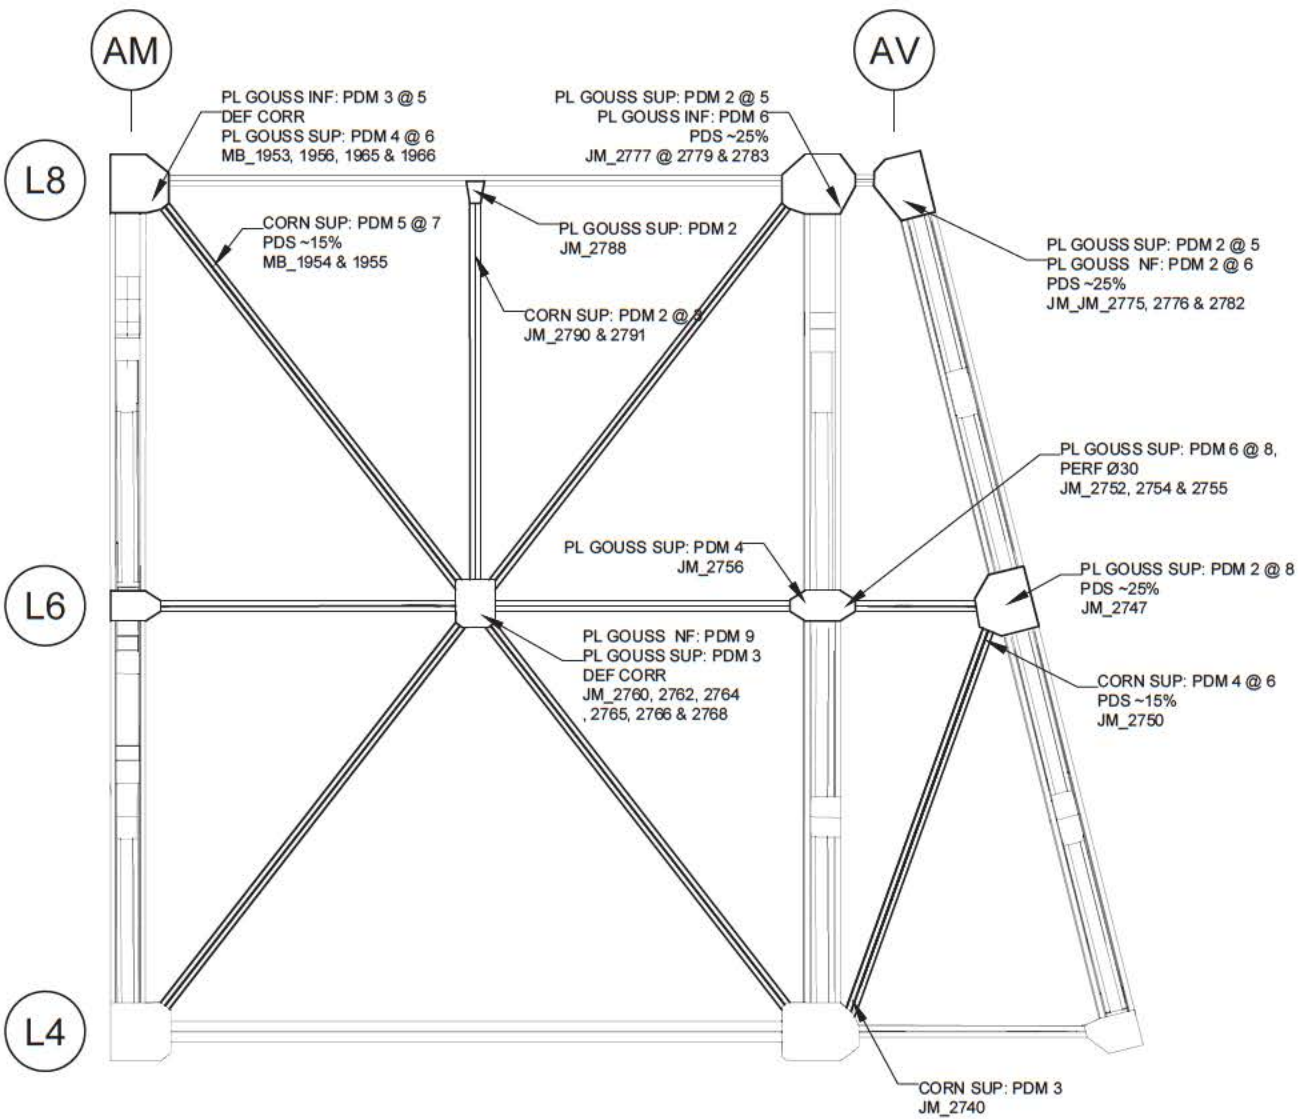 AM
AV
L8
L6
L4
PL GOUSS INF: PDM 3 @ 5
DEF CORR
PL GOUSS SUP: PDM 4 @ 6
MB_1953, 1956, 1965 & 1966
PL GOUSS SUP: PDM 2 @ 5
PL GOUSS INF: PDM 6
PDS ~25%
JM_2777 @ 2779 & 2783
CORN SUP: PDM 5 @ 7
PDS ~15%
MB_1954 & 1955
PL GOUSS SUP: PDM 2
JM_2788
PL GOUSS SUP: PDM 2 @ 5
PL GOUSS NF: PDM 2 @ 6
PDS ~25%
JM_JM_2775, 2776 & 2782
CORN SUP: PDM 2 @ 3
JM_2790 & 2791
PL GOUSS SUP: PDM 6 @ 8,
PERF Ø30
JM_2752, 2754 & 2755
PL GOUSS SUP: PDM 4
JM_2756
PL GOUSS SUP: PDM 2 @ 8
PDS ~25%
JM_2747
PL GOUSS NF: PDM 9
PL GOUSS SUP: PDM 3
DEF CORR
JM_2760, 2762, 2764
, 2765, 2766 & 2768
CORN SUP: PDM 4 @ 6
PDS ~15%
JM_2750
CORN SUP: PDM 3
JM_2740